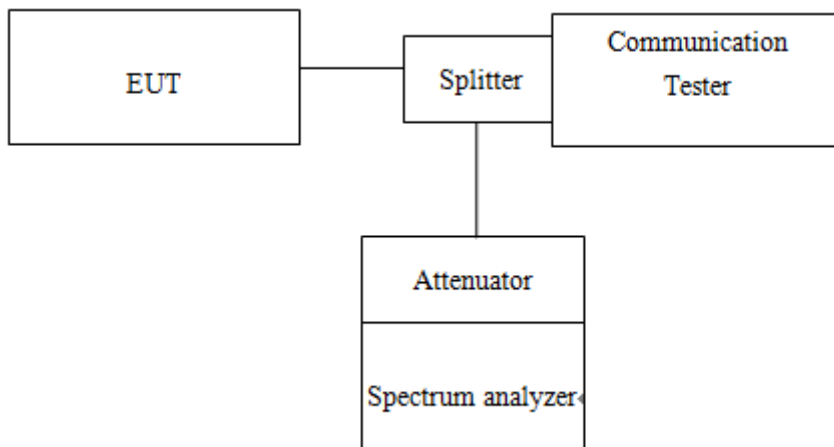 EUT
Splitter
Communication
Tester
Attenuator
Spectrum analyzer